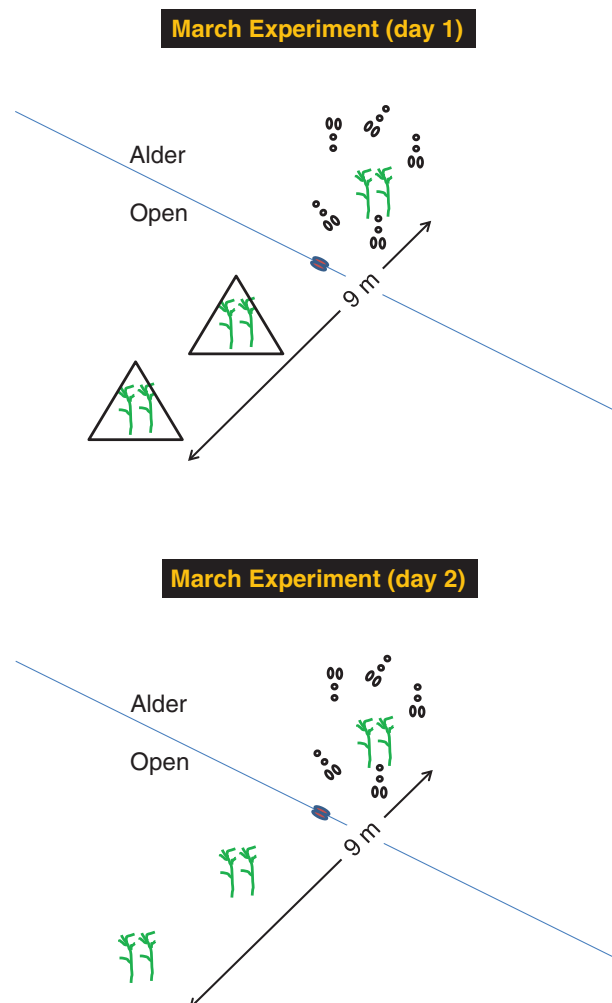 March Experiment (day 1)
Alder
Open
9 m
March Experiment (day 2)
Alder
Open
9 m